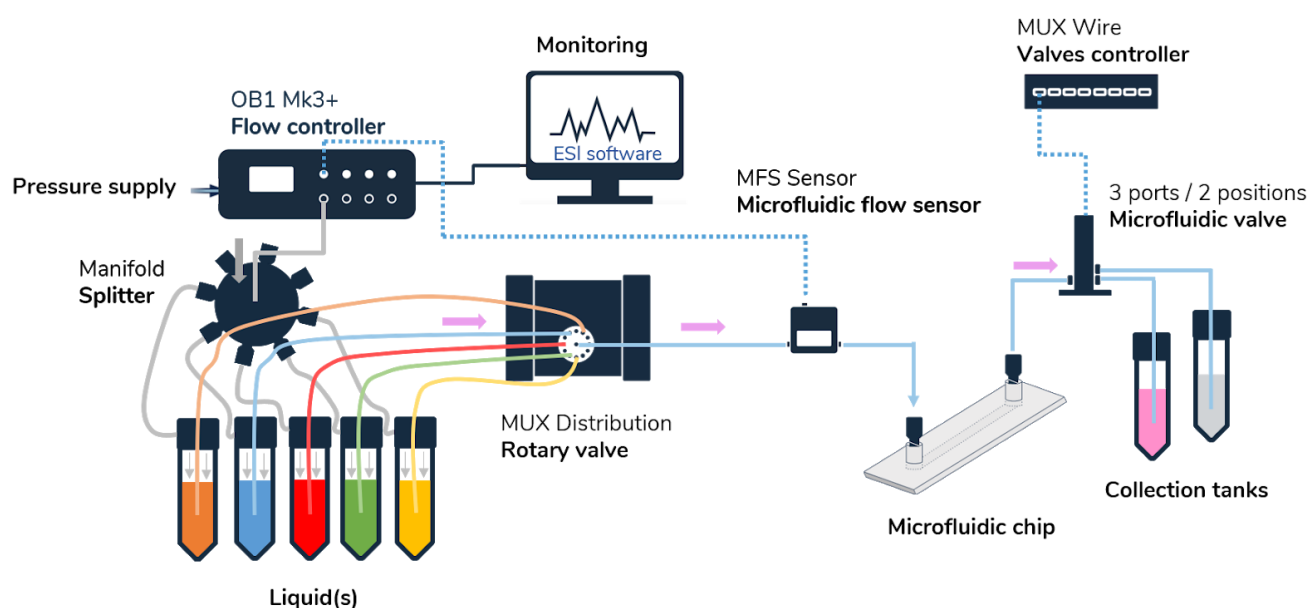 MUX Wire
Valves controller
Monitoring
OB1 Mk3+
Flow controller
ESI software
Pressure supply
MFS Sensor
Microfluidic flow sensor
3 ports / 2 positions
Microfluidic valve
Manifold
Splitter
MUX Distribution
Rotary valve
Collection tanks
Microfluidic chip
Liquid(s)